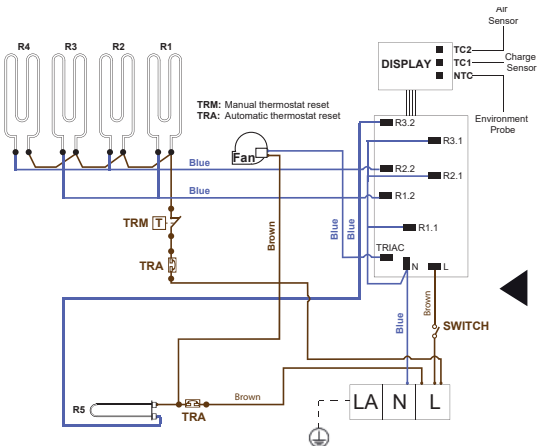 Air
Sensor
R4 R3 R2 R1
DISPLAY
TC2
TC1
NTC
Charge
Sensor
TRM: Manual thermostat reset
TRA: Automatic thermostat reset
Environment
Probe
R3.2
R3.1
Fan
Blue
R2.2
R2.1
Blue
R1.2
TRM T
Brown
Blue
Blue
R1.1
TRIAC
TRA
N L
Brown
Blue
SWITCH
R5
Brown
TRA
LA N L